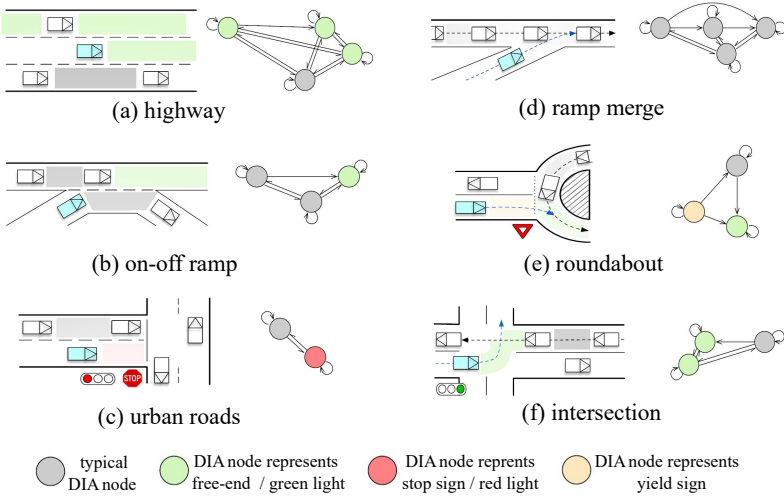 (a) highway
(d) ramp merge
(b) on-off ramp
(e) roundabout
STOP
(c) urban roads
(f) intersection
typical
DIA node
DIA node represents
free-end / green light
DIA node reprents
stop sign / red light
DIA node represents
yield sign